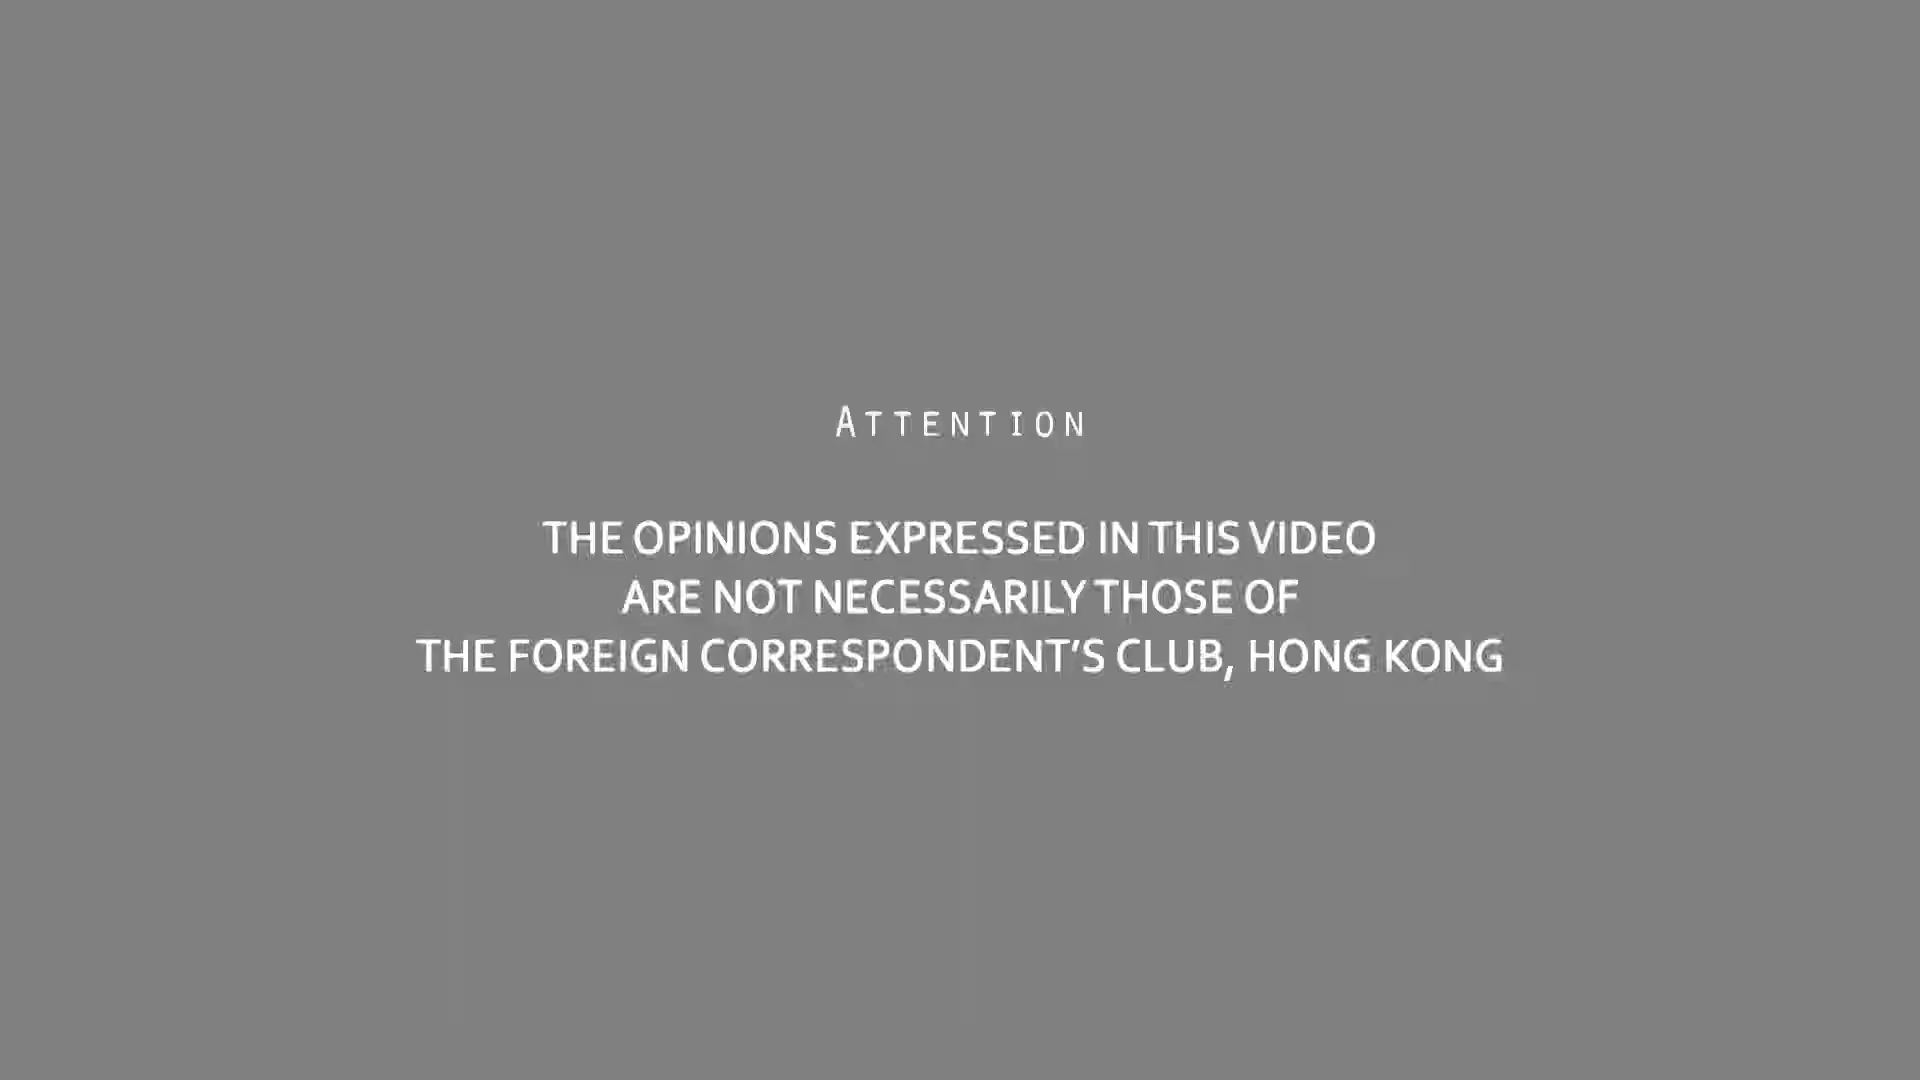 Attention
THE OPINIONS EXPRESSED IN THIS VIDEO
ARE NOT NECESSARILY THOSE OF
THE FOREIGN CORRESPONDENT’S CLUB, HONG KONG